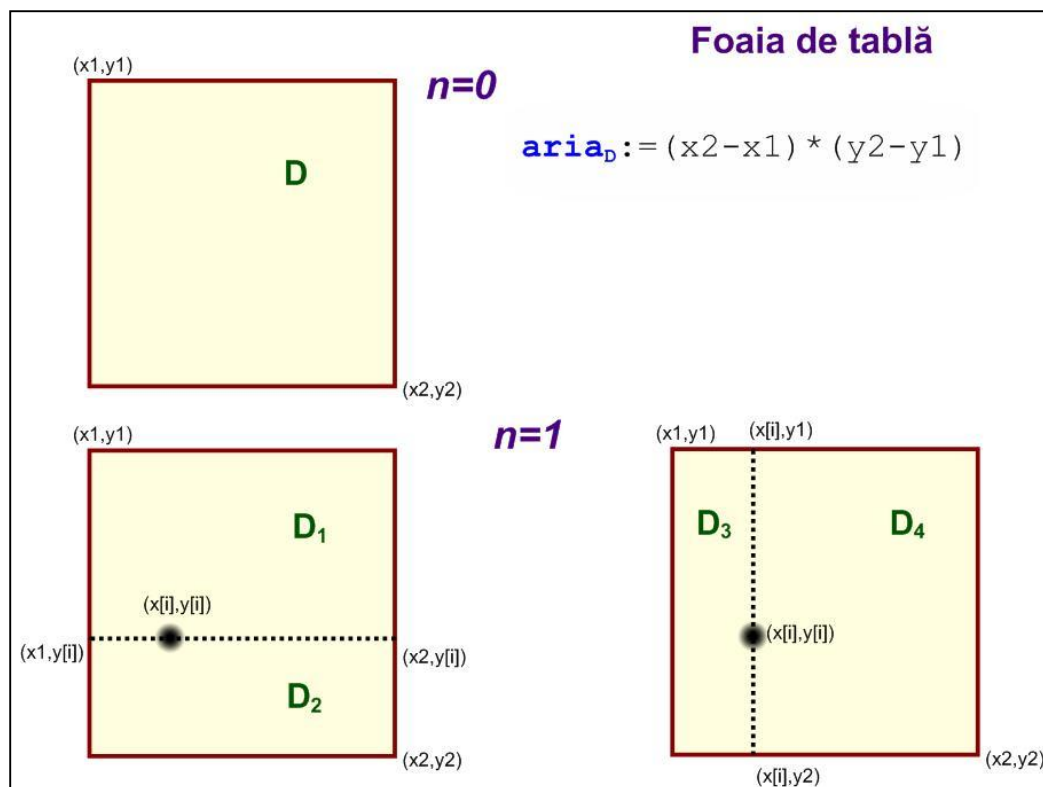 Foaia de tablă
(x1,y1)
n=0
aria_D:=(x2-x1)*(y2-y1)
D
(x2,y2)
(x1,y1)
n=1
(x1,y1)
(x[i],y1)
D₁
D₃
D₄
(x[i],y[i])
(x[i],y[i])
(x1,y[i])
(x2,y[i])
D₂
(x2,y2)
(x[i],y2)
(x2,y2)